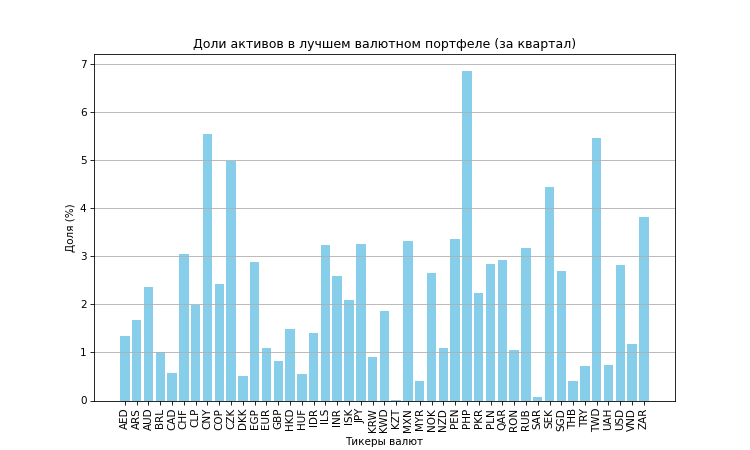 Доли активов в лучшем валютном портфеле (за квартал)
7
6
5
4
3
2
1
0
Доля (%)
AED ARS AUD BRL CAD CHF CLP CNY COP CZK DKK EGP EUR GBP HKD HUF IDR ILS INR ISK JPY KRW KWD KZT MXN MYR NOK NZD PEN PHP PKR PLN QAR RON RUB SAR SEK SGD THB TRY TWD UAH USD VND ZAR
Тикеры валют